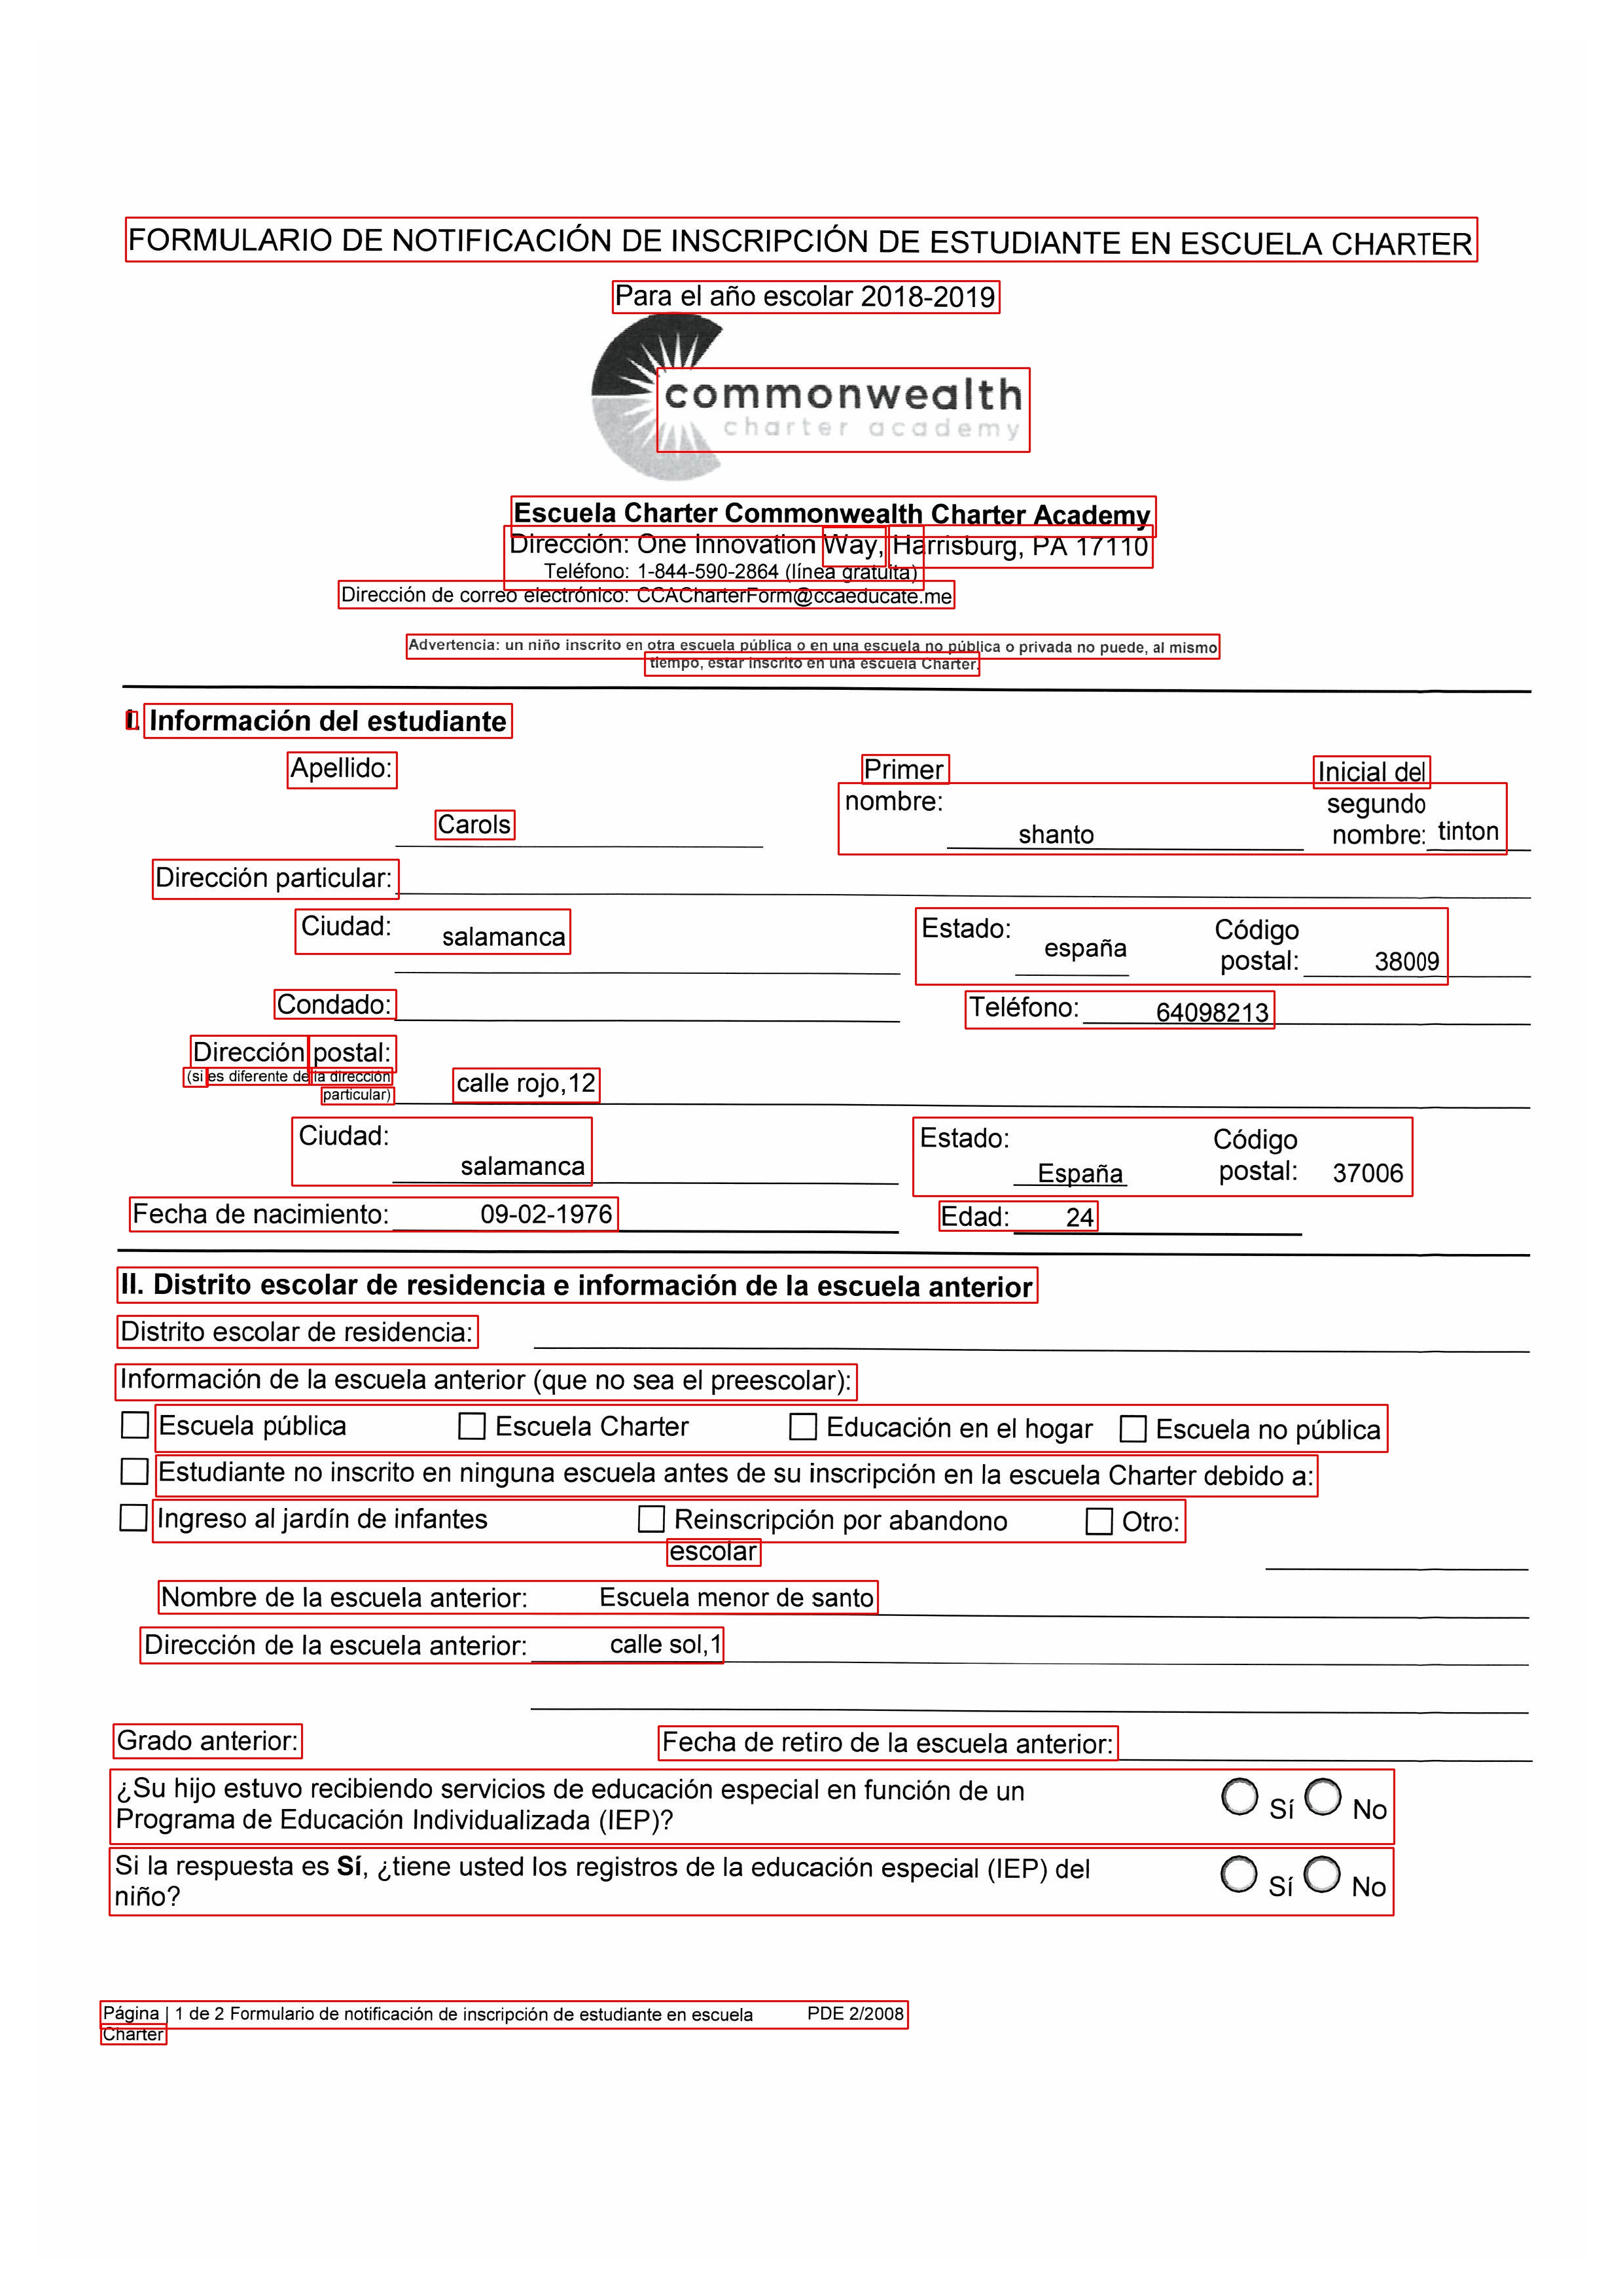 FORMULARIO DE NOTIFICACIÓN DE INSCRIPCIÓN DE ESTUDIANTE EN ESCUELA CHARTER
Para el año escolar 2018-2019
commonwealth
charter academy
Escuela Charter Commonwealth Charter Academy
Dirección: One Innovation Way, Harrisburg, PA 17110
Teléfono: 1-844-590-2864 (línea gratuita)
Dirección de correo electrónico: CCACharterForm@ccaeducate.me
Advertencia: un niño inscrito en otra escuela pública o en una escuela no pública o privada no puede, al mismo
tiempo, estar inscrito en una escuela Charter.
I. Información del estudiante
Apellido: Carols
Primer nombre: shanto
Inicial del segundo nombre: tinton
Dirección particular:
Ciudad: salamanca
Estado: españa
Código postal: 38009
Condado:
Teléfono: 64098213
Dirección postal:
(si es diferente de la dirección
particular)
calle rojo,12
Ciudad: salamanca
Estado: España
Código postal: 37006
Fecha de nacimiento: 09-02-1976
Edad: 24
II. Distrito escolar de residencia e información de la escuela anterior
Distrito escolar de residencia:
Información de la escuela anterior (que no sea el preescolar):
Escuela pública Escuela Charter Educación en el hogar Escuela no pública
Estudiante no inscrito en ninguna escuela antes de su inscripción en la escuela Charter debido a:
Ingreso al jardín de infantes Reinscripción por abandono escolar Otro:
Nombre de la escuela anterior: Escuela menor de santo
Dirección de la escuela anterior: calle sol,1
Grado anterior: Fecha de retiro de la escuela anterior:
¿Su hijo estuvo recibiendo servicios de educación especial en función de un
Programa de Educación Individualizada (IEP)? Sí No
Si la respuesta es Sí, ¿tiene usted los registros de la educación especial (IEP) del
niño? Sí No
Página | 1 de 2 Formulario de notificación de inscripción de estudiante en escuela Charter
PDE 2/2008